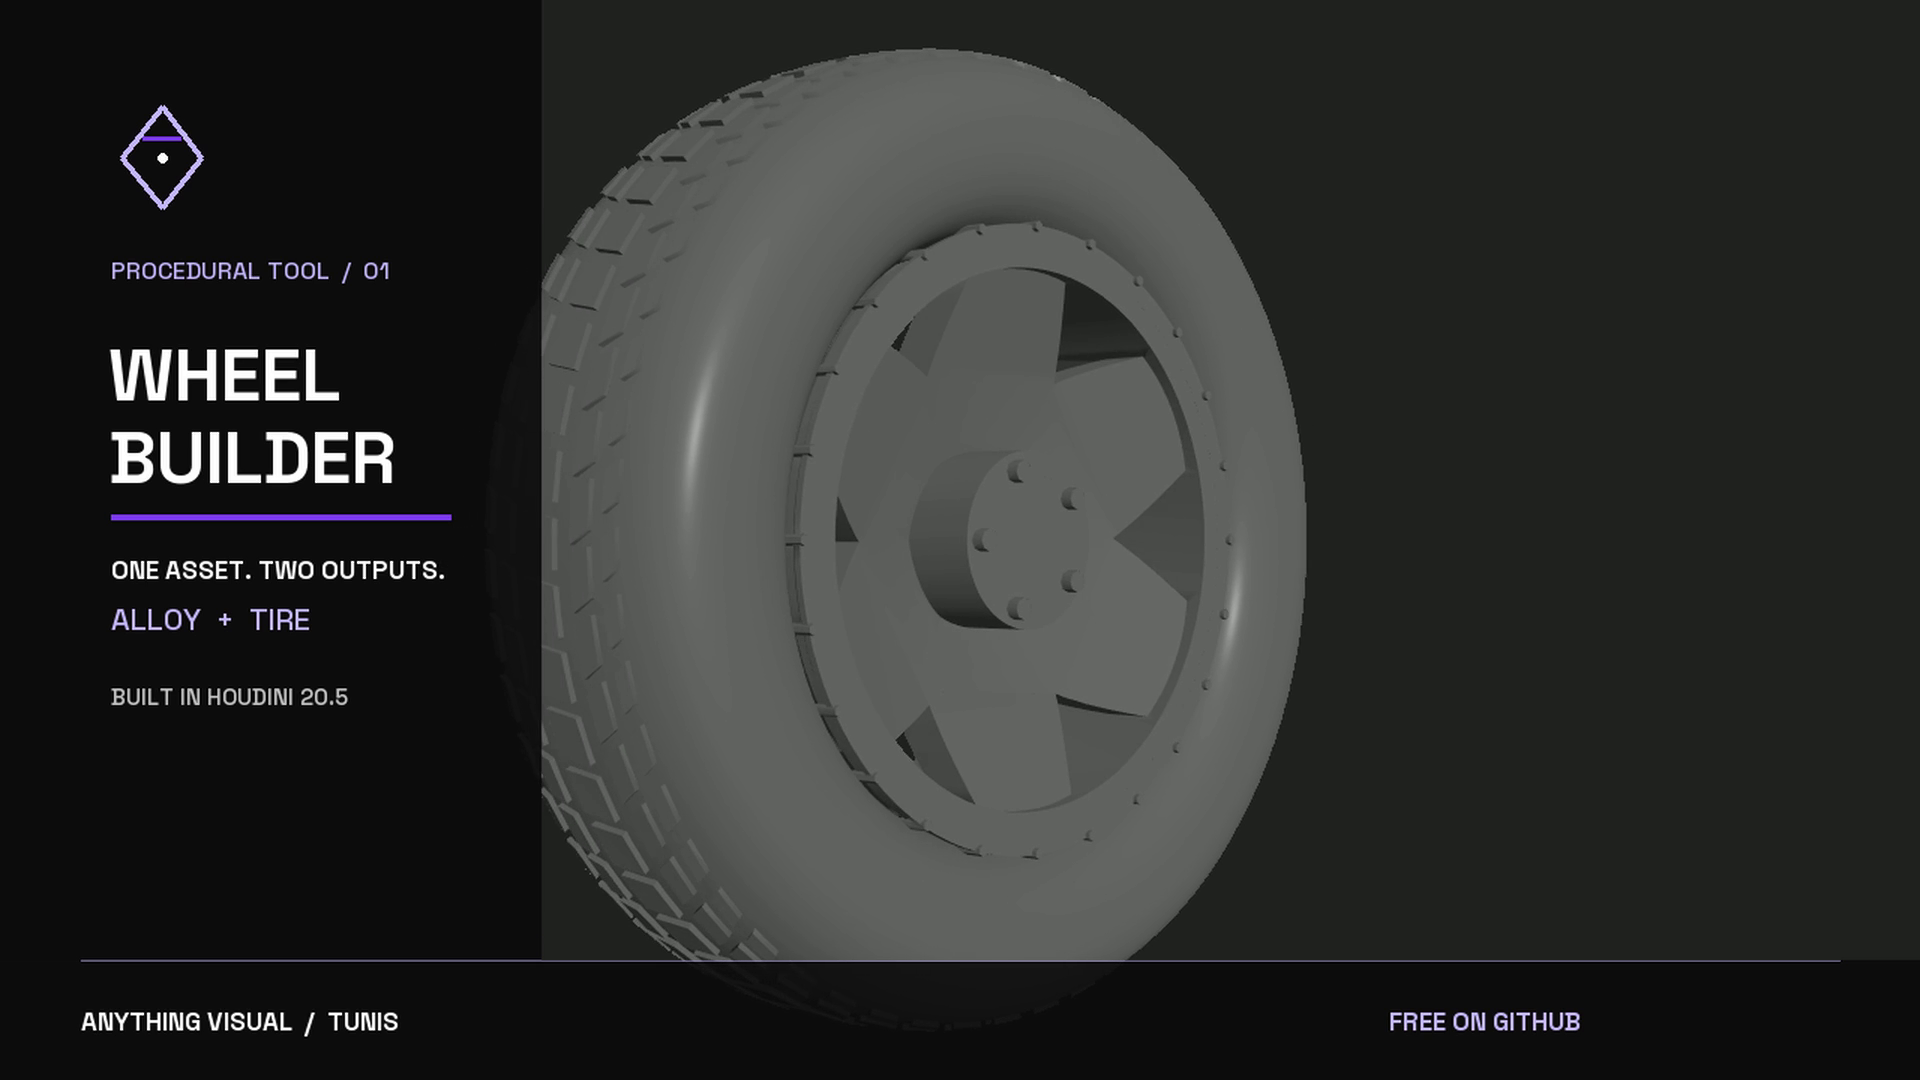 PROCEDURAL TOOL / 01
WHEEL
BUILDER
ONE ASSET. TWO OUTPUTS.
ALLOY + TIRE
BUILT IN HOUDINI 20.5
ANYTHING VISUAL / TUNIS
FREE ON GITHUB